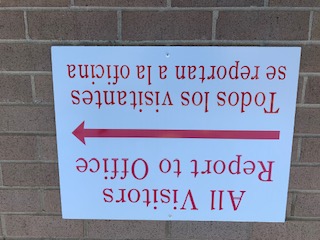 All Visitors
Report to Office
Todos los visitantes
se reportan a la oficina